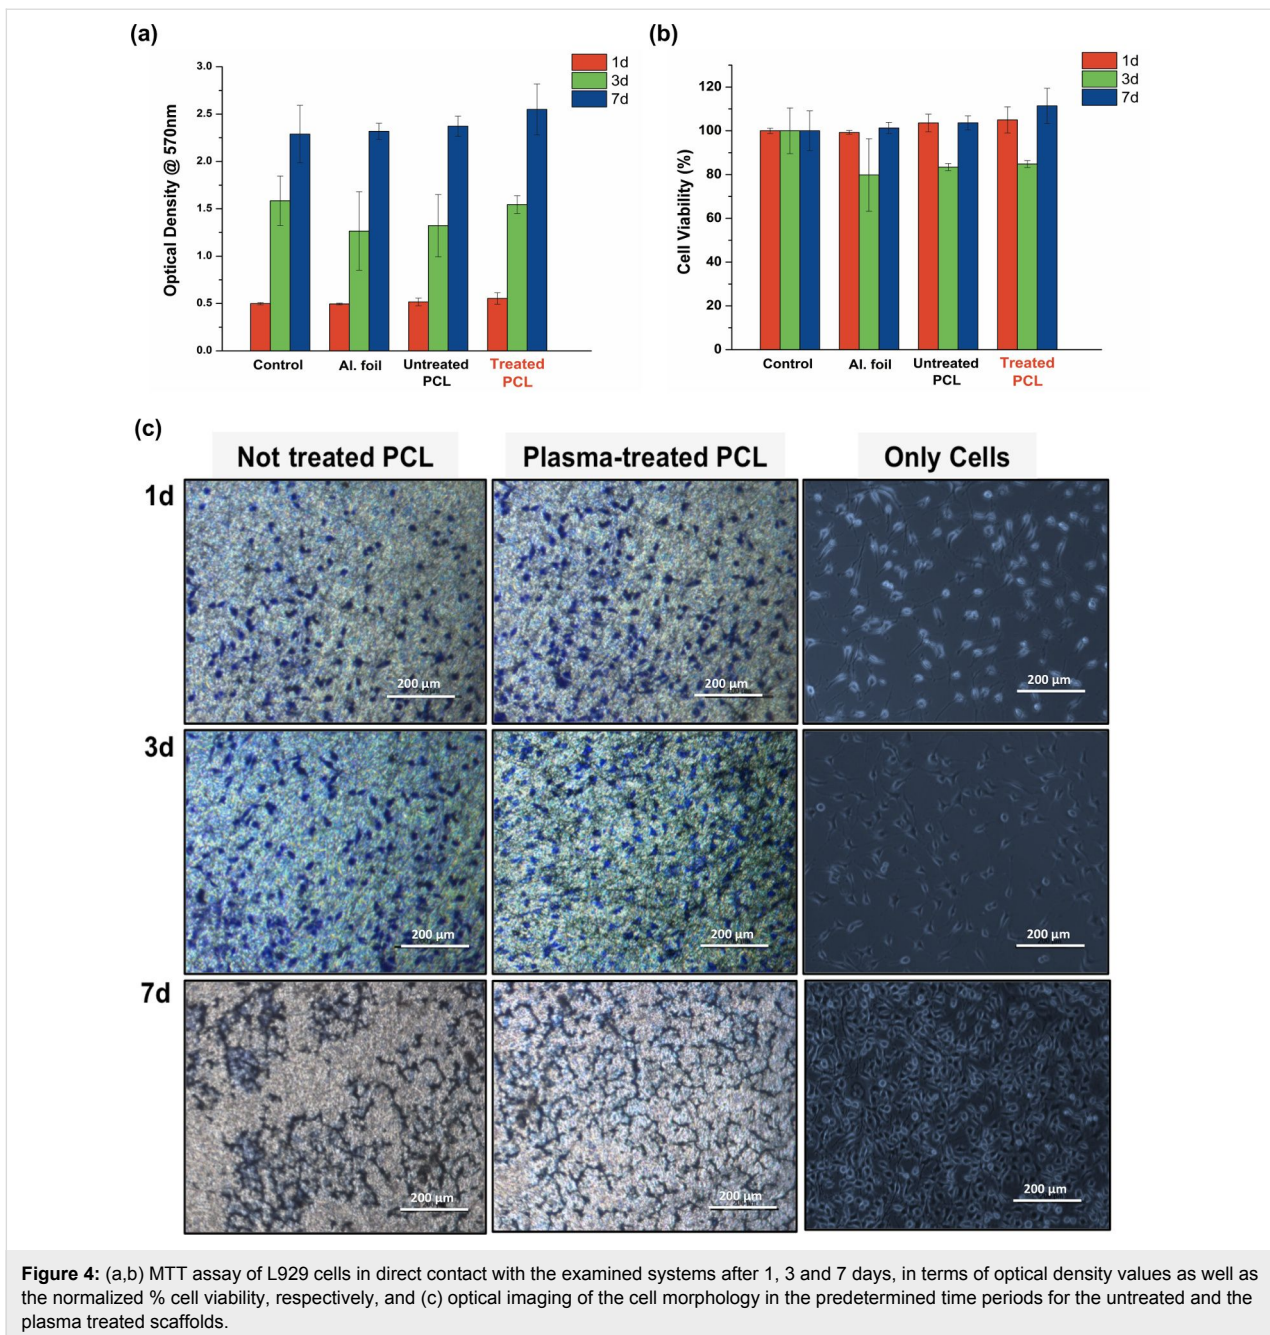 (a)
1d
3d
7d
3.0
2.5
2.0
1.5
1.0
0.5
0.0
Optical Density @ 570nm
Control
Al. foil
Untreated
PCL
Treated
PCL
(b)
1d
3d
7d
120
100
80
60
40
20
0
Cell Viability (%)
Control
Al. foil
Untreated
PCL
Treated
PCL
(c)
Not treated PCL
Plasma-treated PCL
Only Cells
1d
200 µm
200 µm
200 µm
3d
200 µm
200 µm
200 µm
7d
200 µm
200 µm
200 µm
Figure 4: (a,b) MTT assay of L929 cells in direct contact with the examined systems after 1, 3 and 7 days, in terms of optical density values as well as
the normalized % cell viability, respectively, and (c) optical imaging of the cell morphology in the predetermined time periods for the untreated and the
plasma treated scaffolds.